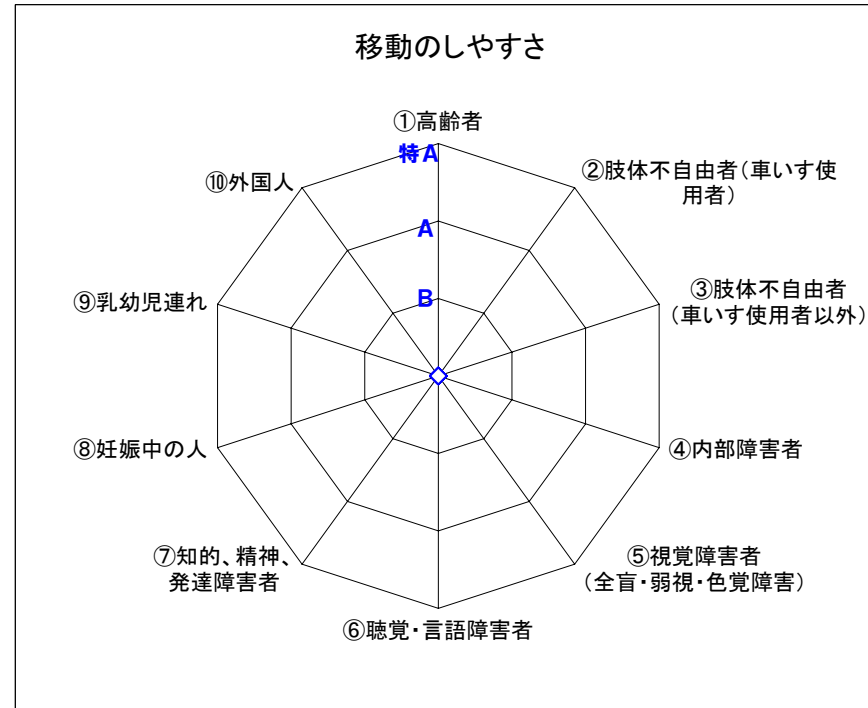 移動のしやすさ
①高齢者
特A
A
B
②肢体不自由者(車いす使
用者)
③肢体不自由者
(車いす使用者以外)
④内部障害者
⑤視覚障害者
(全盲・弱視・色覚障害)
⑥聴覚・言語障害者
⑦知的、精神、
発達障害者
⑧妊娠中の人
⑨乳幼児連れ
⑩外国人